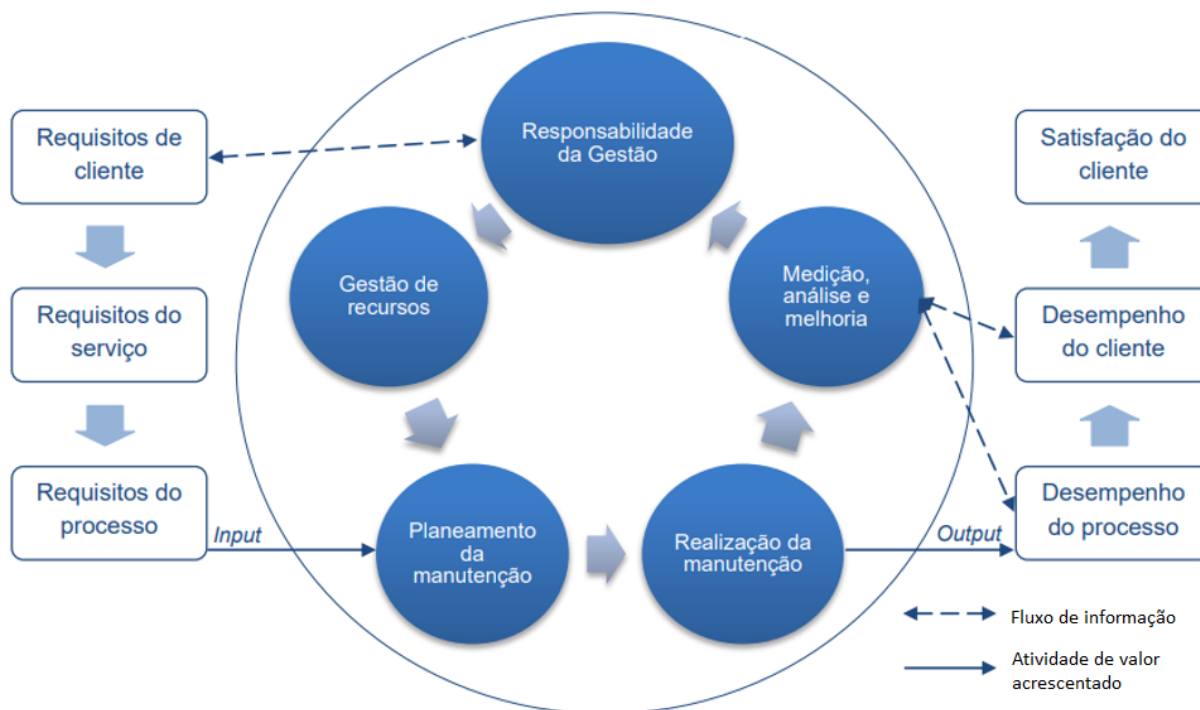 Requisitos de
cliente
Requisitos do
serviço
Requisitos do
processo
Input
Responsabilidade
da Gestão
Gestão de
recursos
Medição,
análise e
melhoria
Planeamento
da
manutenção
Realização da
manutenção
Output
Satisfação do
cliente
Desempenho
do cliente
Desempenho
do processo
Fluxo de informação
Atividade de valor
acrescentado